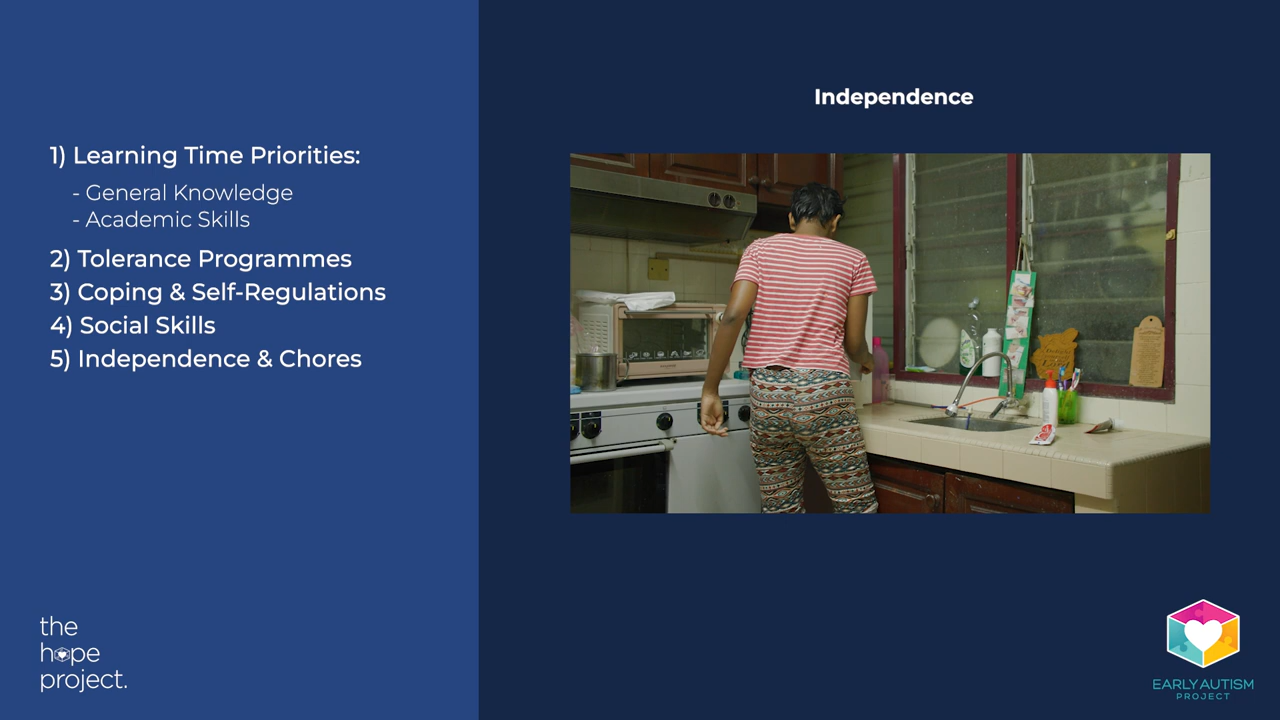 1) Learning Time Priorities:
- General Knowledge
- Academic Skills
2) Tolerance Programmes
3) Coping & Self-Regulations
4) Social Skills
5) Independence & Chores
the
hope
project.
Independence
EARLY AUTISM
PROJECT